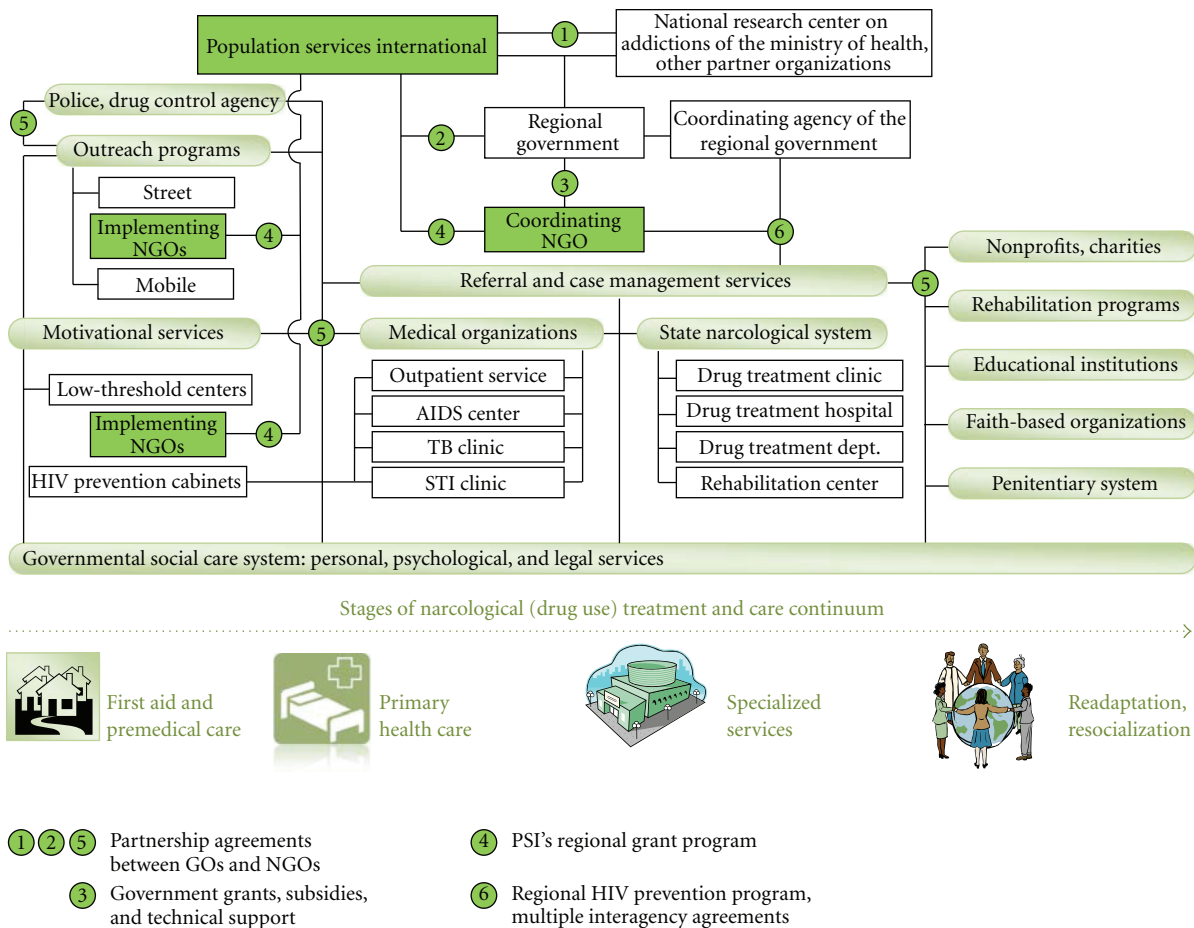 Population services international
1
National research center on
addictions of the ministry of health,
other partner organizations
Police, drug control agency
5
Outreach programs
2
Regional
government
Coordinating agency of the
regional government
3
Street
Implementing
NGOs
4
4
Coordinating
NGO
6
Nonprofits, charities
Mobile
Referral and case management services
5
Rehabilitation programs
Motivational services
5
Medical organizations
State narcological system
Educational institutions
Low-threshold centers
Outpatient service
Drug treatment clinic
Implementing
NGOs
4
AIDS center
Drug treatment hospital
Faith-based organizations
TB clinic
Drug treatment dept.
HIV prevention cabinets
STI clinic
Rehabilitation center
Penitentiary system
Governmental social care system: personal, psychological, and legal services
Stages of narcological (drug use) treatment and care continuum
First aid and
premedical care
Primary
health care
Specialized
services
Readaptation,
resocialization
1 2 5 Partnership agreements
between GOs and NGOs
3 Government grants, subsidies,
and technical support
4 PSI's regional grant program
6 Regional HIV prevention program,
multiple interagency agreements